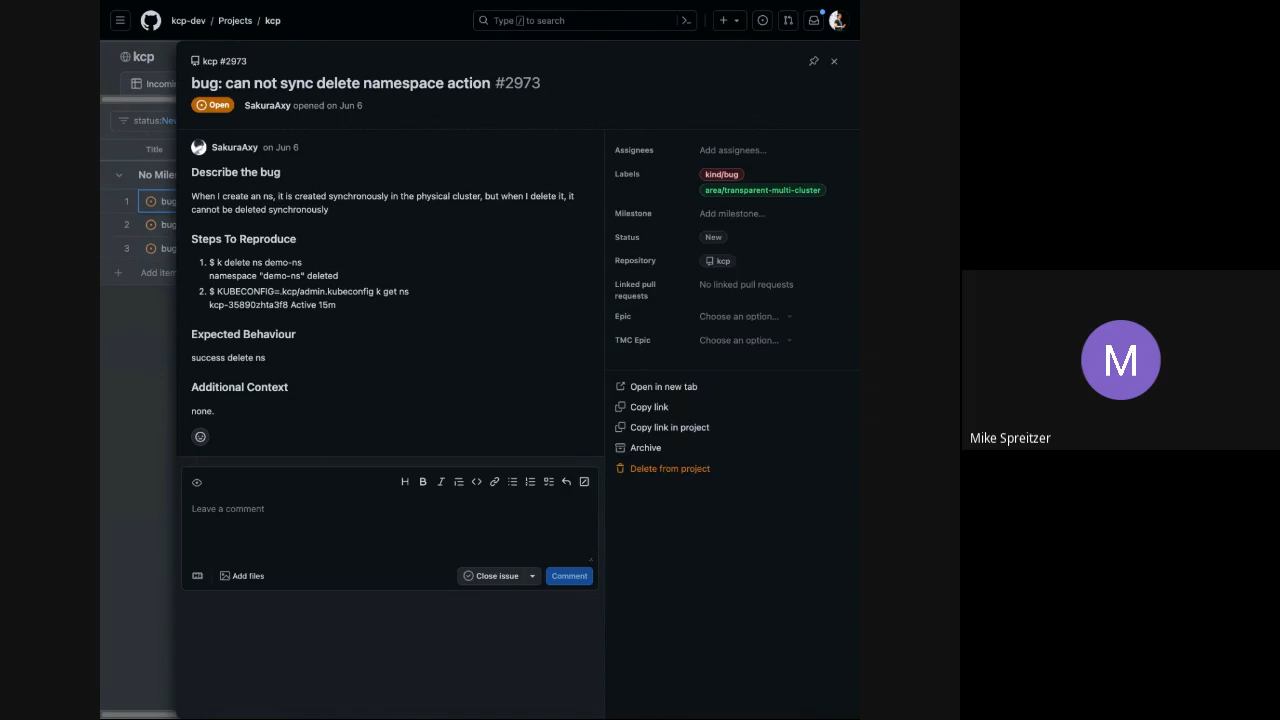 kcp-dev / Projects / kcp
Type / to search
kcp
Incomi
status:Ne
Title
No Miles
1 bug
2 bug
3 bug
Add item
kcp #2973
bug: can not sync delete namespace action #2973
Open
SakuraAxy opened on Jun 6
SakuraAxy on Jun 6
Describe the bug
When I create an ns, it is created synchronously in the physical cluster, but when I delete it, it
cannot be deleted synchronously
Steps To Reproduce
1. $ k delete ns demo-ns
namespace "demo-ns" deleted
2. $ KUBECONFIG=.kcp/admin.kubeconfig k get ns
kcp-35890zhta3f8 Active 15m
Expected Behaviour
success delete ns
Additional Context
none.
Leave a comment
Add files
Close issue
Comment
Assignees
Add assignees...
Labels
kind/bug
area/transparent-multi-cluster
Milestone
Add milestone...
Status
New
Repository
kcp
Linked pull
requests
No linked pull requests
Epic
Choose an option...
TMC Epic
Choose an option...
Open in new tab
Copy link
Copy link in project
Archive
Delete from project
M
Mike Spreitzer